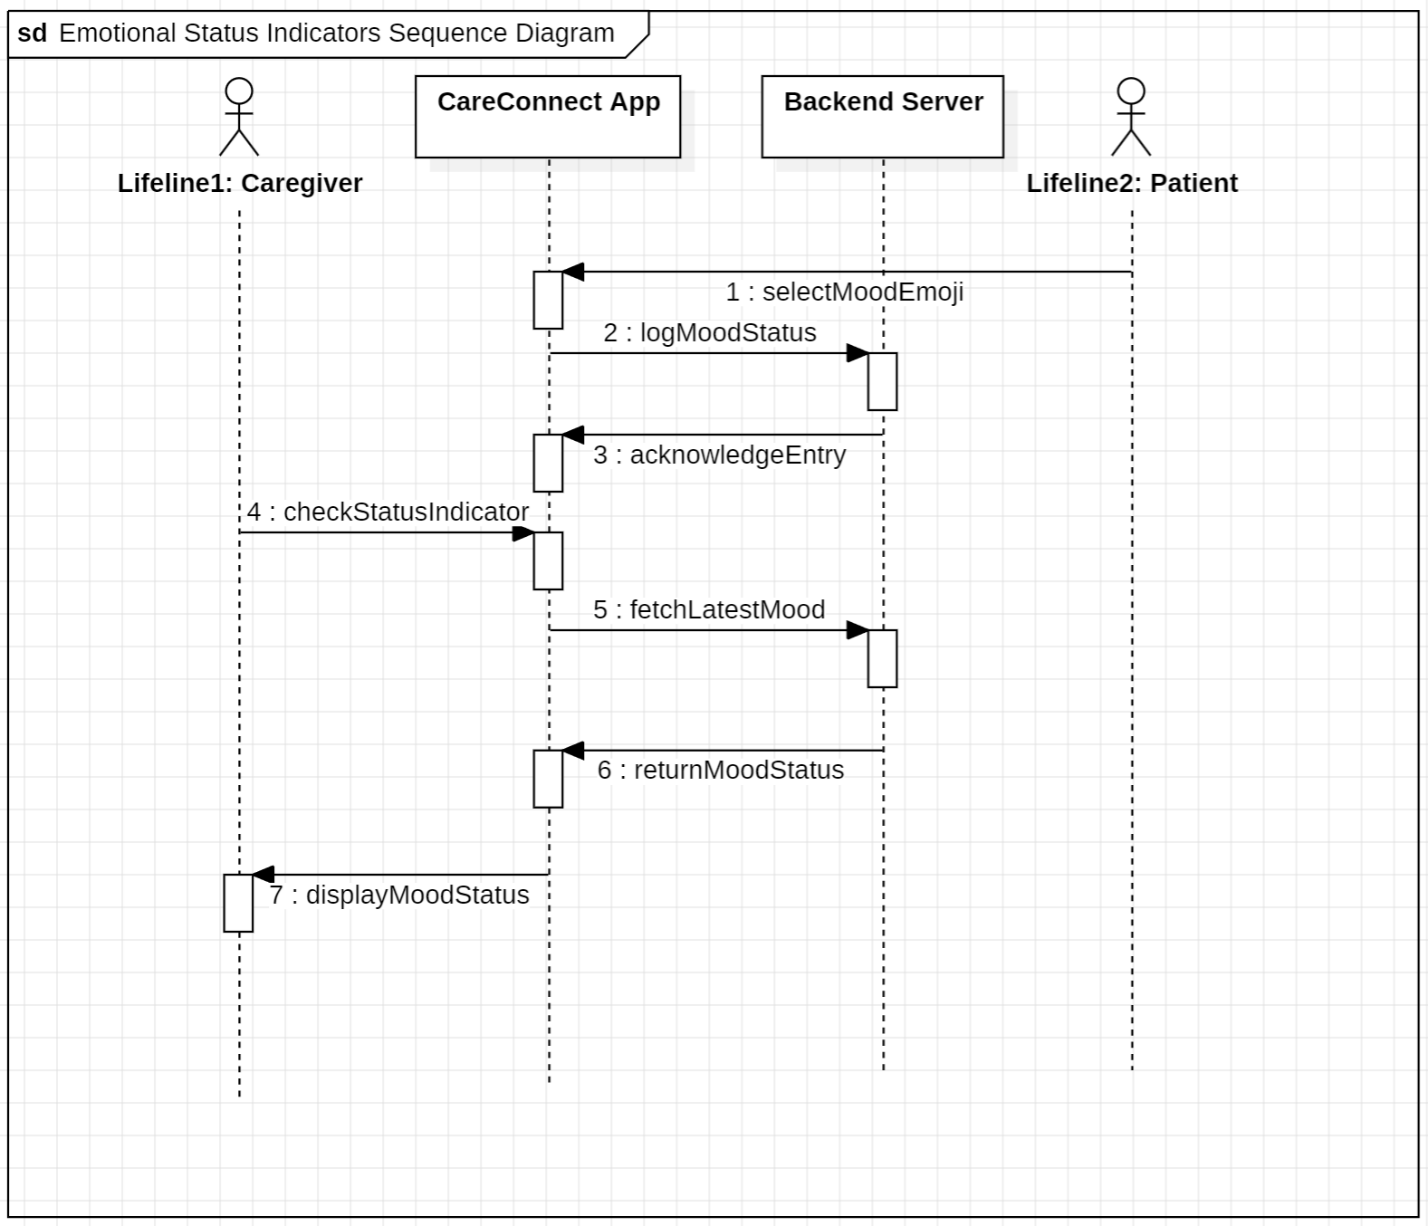 sd Emotional Status Indicators Sequence Diagram
CareConnect App
Backend Server
Lifeline1: Caregiver
Lifeline2: Patient
1 : selectMoodEmoji
2 : logMoodStatus
3 : acknowledgeEntry
4 : checkStatusIndicator
5 : fetchLatestMood
6 : returnMoodStatus
7 : displayMoodStatus